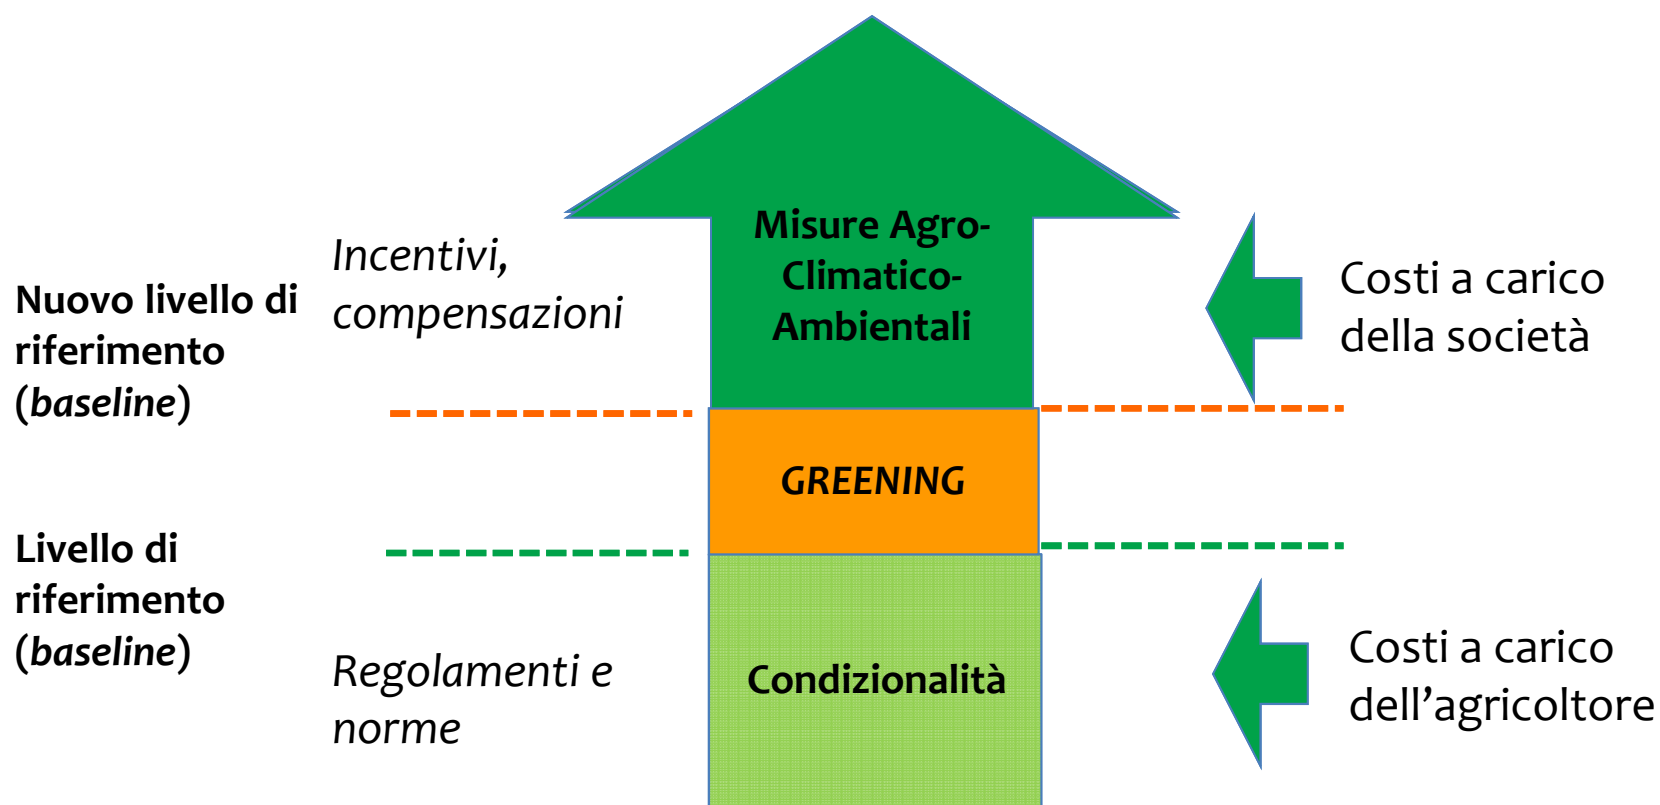 Misure Agro-
Climatico-
Ambientali
Incentivi,
compensazioni
Nuovo livello di
riferimento
(baseline)
Costi a carico
della società
GREENING
Livello di
riferimento
(baseline)
Regolamenti e
norme
Condizionalità
Costi a carico
dell’agricoltore